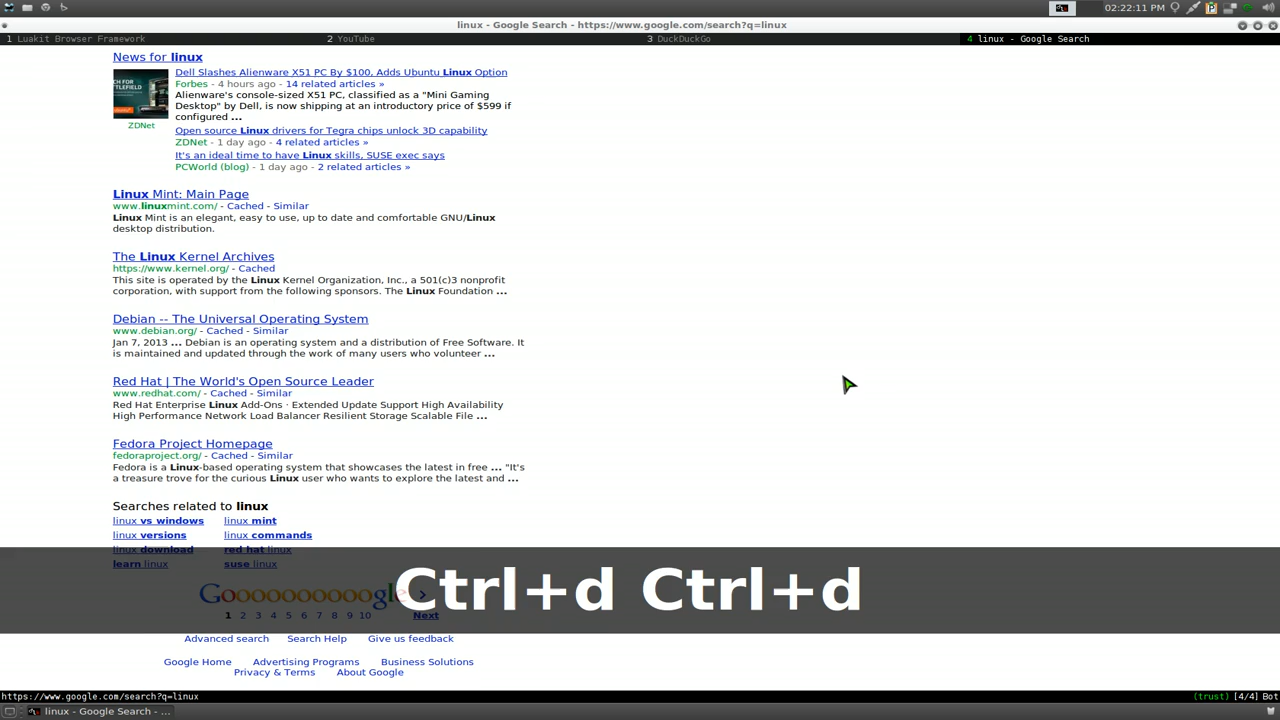 02:22:11 PM
linux - Google Search - https://www.google.com/search?q=linux
1 Luakit Browser Framework
2 YouTube
3 DuckDuckGo
4 linux - Google Search
News for linux
Dell Slashes Alienware X51 PC By $100, Adds Ubuntu Linux Option
Forbes - 4 hours ago - 14 related articles »
Alienware's console-sized X51 PC, classified as a "Mini Gaming
Desktop" by Dell, is now shipping at an introductory price of $599 if
configured ...
ZDNet
Open source Linux drivers for Tegra chips unlock 3D capability
ZDNet - 1 day ago - 4 related articles »
It's an ideal time to have Linux skills, SUSE exec says
PCWorld (blog) - 1 day ago - 2 related articles »
Linux Mint: Main Page
www.linuxmint.com/ - Cached - Similar
Linux Mint is an elegant, easy to use, up to date and comfortable GNU/Linux
desktop distribution.
The Linux Kernel Archives
https://www.kernel.org/ - Cached
This site is operated by the Linux Kernel Organization, Inc., a 501(c)3 nonprofit
corporation, with support from the following sponsors. The Linux Foundation ...
Debian -- The Universal Operating System
www.debian.org/ - Cached - Similar
Jan 7, 2013 ... Debian is an operating system and a distribution of Free Software. It
is maintained and updated through the work of many users who volunteer ...
Red Hat | The World's Open Source Leader
www.redhat.com/ - Cached - Similar
Red Hat Enterprise Linux Add-Ons · Extended Update Support High Availability
High Performance Network Load Balancer Resilient Storage Scalable File ...
Fedora Project Homepage
fedoraproject.org/ - Cached - Similar
Fedora is a Linux-based operating system that showcases the latest in free ... "It's
a treasure trove for the curious Linux user who wants to explore the latest and ...
Searches related to linux
linux vs windows linux mint
linux versions linux commands
linux download red hat linux
learn linux suse linux
Gooooooooogle >
Ctrl+d Ctrl+d
1 2 3 4 5 6 7 8 9 10 Next
Advanced search Search Help Give us feedback
Google Home Advertising Programs Business Solutions
Privacy & Terms About Google
https://www.google.com/search?q=linux
(trust) [4/4] Bot
linux - Google Search - ...